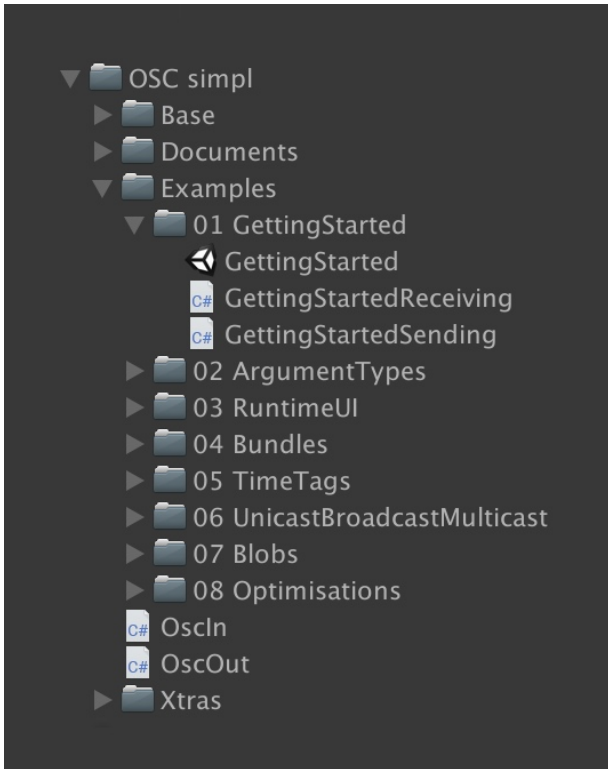 OSC simpl
Base
Documents
Examples
01 GettingStarted
GettingStarted
C# GettingStartedReceiving
C# GettingStartedSending
02 ArgumentTypes
03 RuntimeUI
04 Bundles
05 TimeTags
06 UnicastBroadcastMulticast
07 Blobs
08 Optimisations
C# OscIn
C# OscOut
Xtras